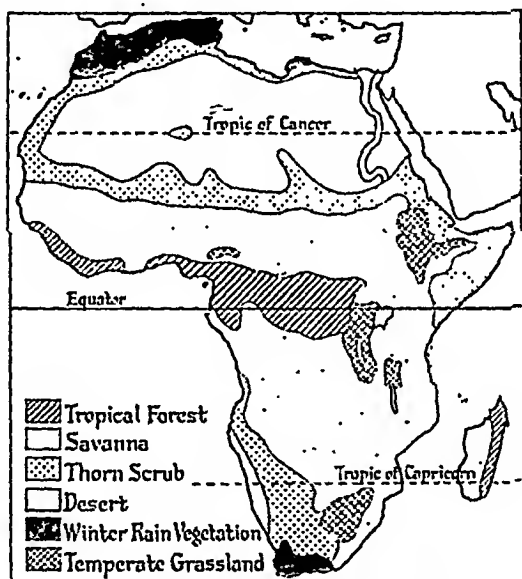 Tropic of Cancer
Equator
Tropic of Capricorn
Tropical Forest
Savanna
Thorn Scrub
Desert
Winter Rain Vegetation
Temperate Grassland